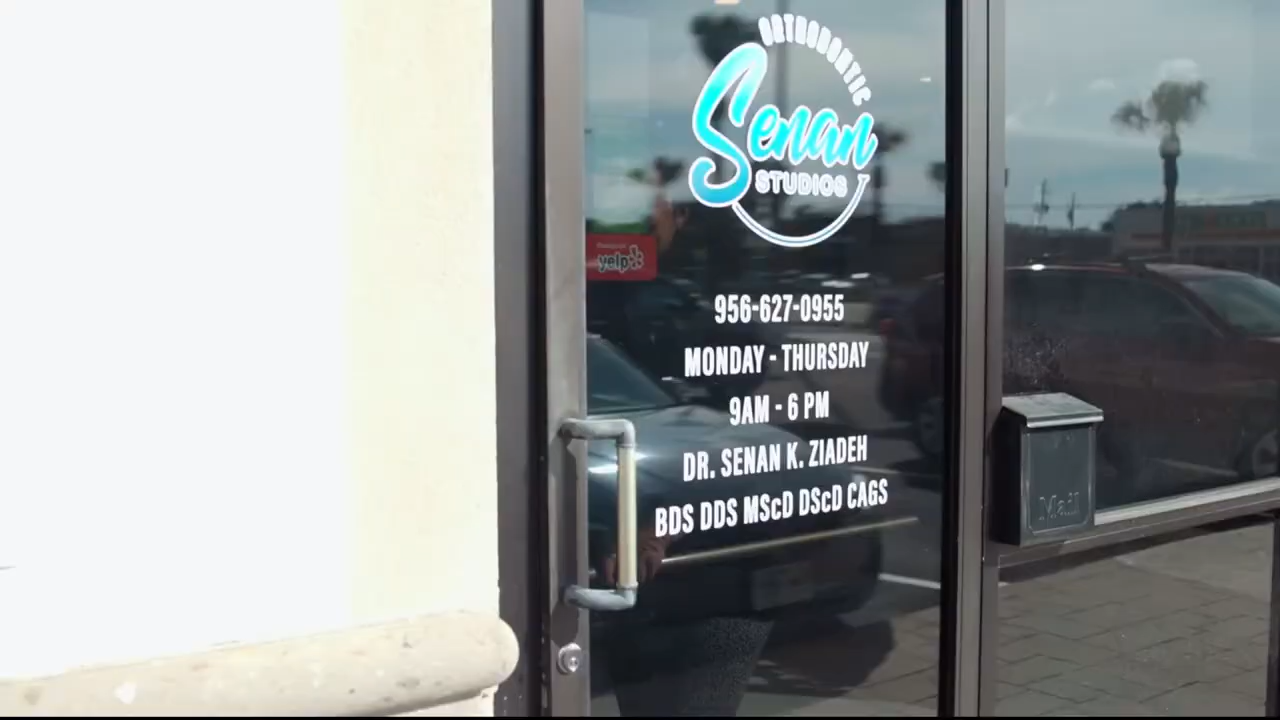 ORTHODONTIC
Senan
STUDIOS
yelp
956-627-0955
MONDAY - THURSDAY
9AM - 6 PM
DR. SENAN K. ZIADEH
BDS DDS MScD DScD CAGS
Mail